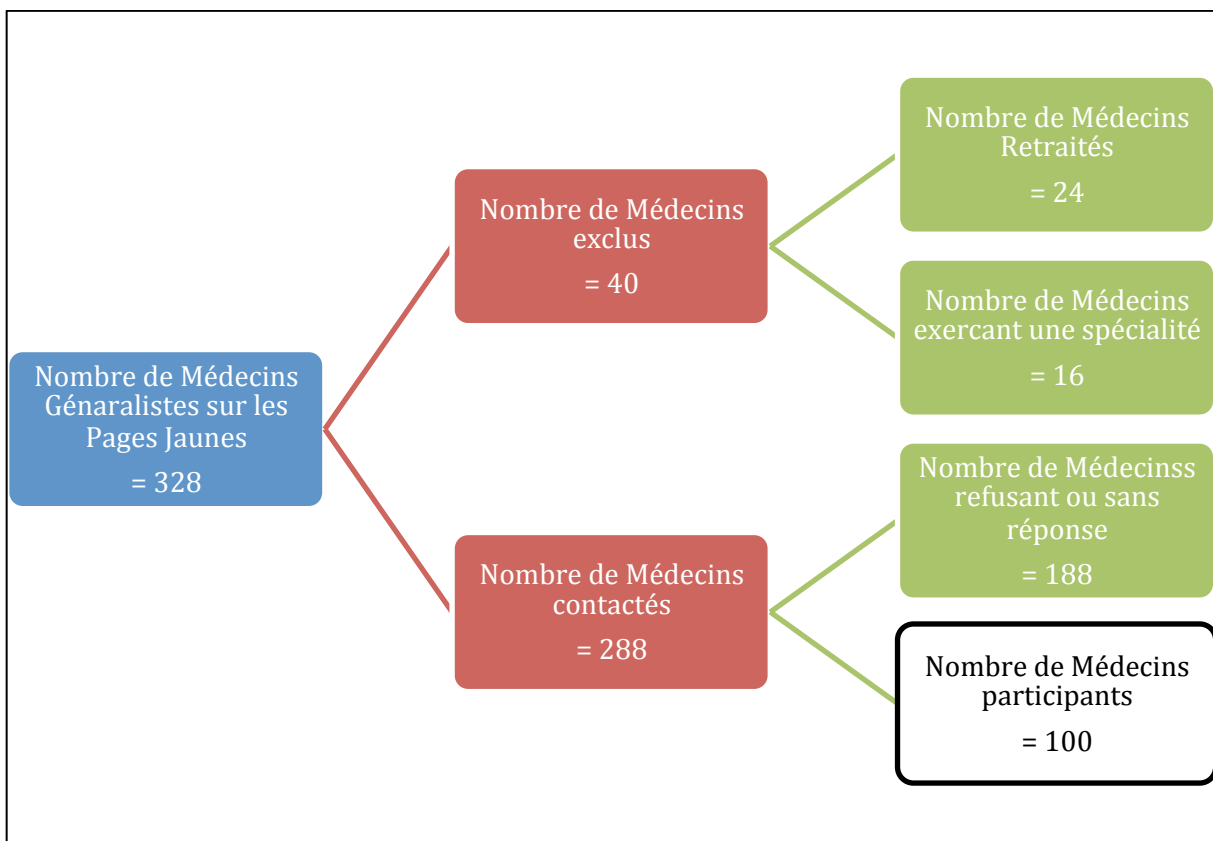 Nombre de Médecins
Génaralistes sur les
Pages Jaunes
= 328
Nombre de Médecins
exclus
= 40
Nombre de Médecins
contactés
= 288
Nombre de Médecins
Retraités
= 24
Nombre de Médecins
exercant une spécialité
= 16
Nombre de Médecinss
refusant ou sans
réponse
= 188
Nombre de Médecins
participants
= 100